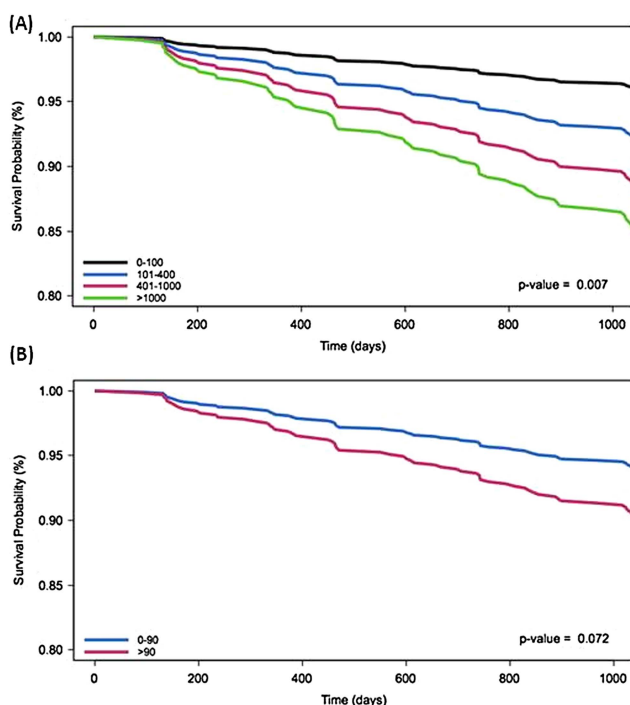 (A)
Survival Probability (%)
1.00
0.95
0.90
0.85
0.80
0-100
101-400
401-1000
>1000
p-value = 0.007
0 200 400 600 800 1000
Time (days)
(B)
Survival Probability (%)
1.00
0.95
0.90
0.85
0.80
0-90
>90
p-value = 0.072
0 200 400 600 800 1000
Time (days)